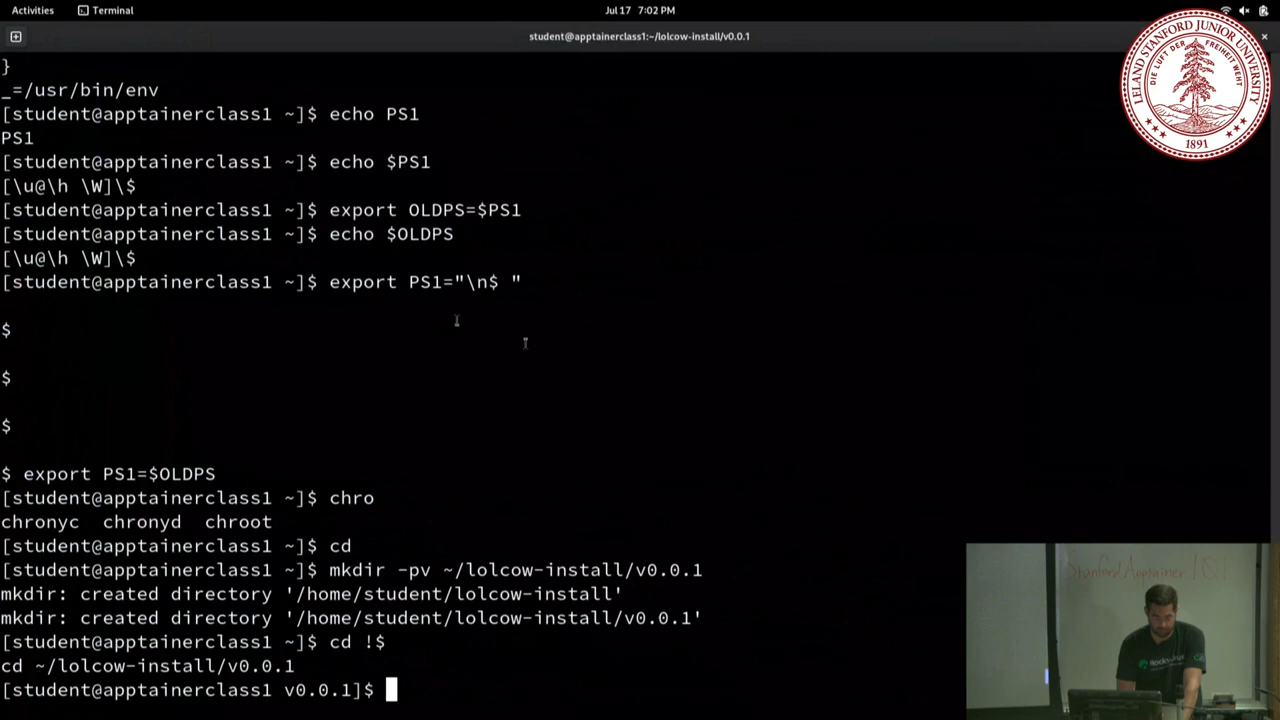 Activities
Terminal
Jul 17 7:02 PM
student@apptainerclass1:~/lolcow-install/v0.0.1
}
_=/usr/bin/env
[student@apptainerclass1 ~]$ echo PS1
PS1
[student@apptainerclass1 ~]$ echo $PS1
[\u@\h \W]\$
[student@apptainerclass1 ~]$ export OLDPS=$PS1
[student@apptainerclass1 ~]$ echo $OLDPS
[\u@\h \W]\$
[student@apptainerclass1 ~]$ export PS1="\n$ "
$
$
$
$ export PS1=$OLDPS
[student@apptainerclass1 ~]$ chro
chronyc chronyd chroot
[student@apptainerclass1 ~]$ cd
[student@apptainerclass1 ~]$ mkdir -pv ~/lolcow-install/v0.0.1
mkdir: created directory '/home/student/lolcow-install'
mkdir: created directory '/home/student/lolcow-install/v0.0.1'
[student@apptainerclass1 ~]$ cd !$
cd ~/lolcow-install/v0.0.1
[student@apptainerclass1 v0.0.1]$
LELAND STANFORD JUNIOR UNIVERSITY
DIE LUFT DER FREIHEIT WEHT
1891
Stanford Apptainer 101